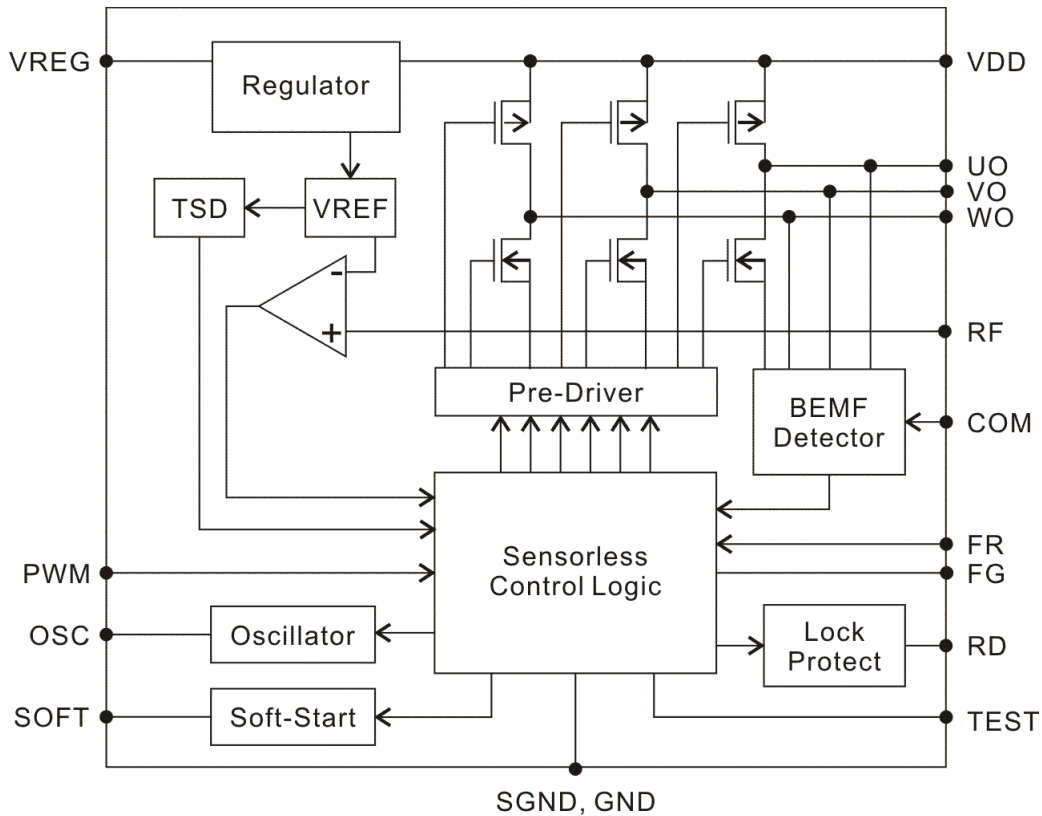 VREG
Regulator
VDD
UO
VO
WO
TSD
VREF
-
+
RF
Pre-Driver
BEMF
Detector
COM
Sensorless
Control Logic
FR
FG
PWM
OSC
Oscillator
Lock
Protect
RD
SOFT
Soft-Start
TEST
SGND, GND